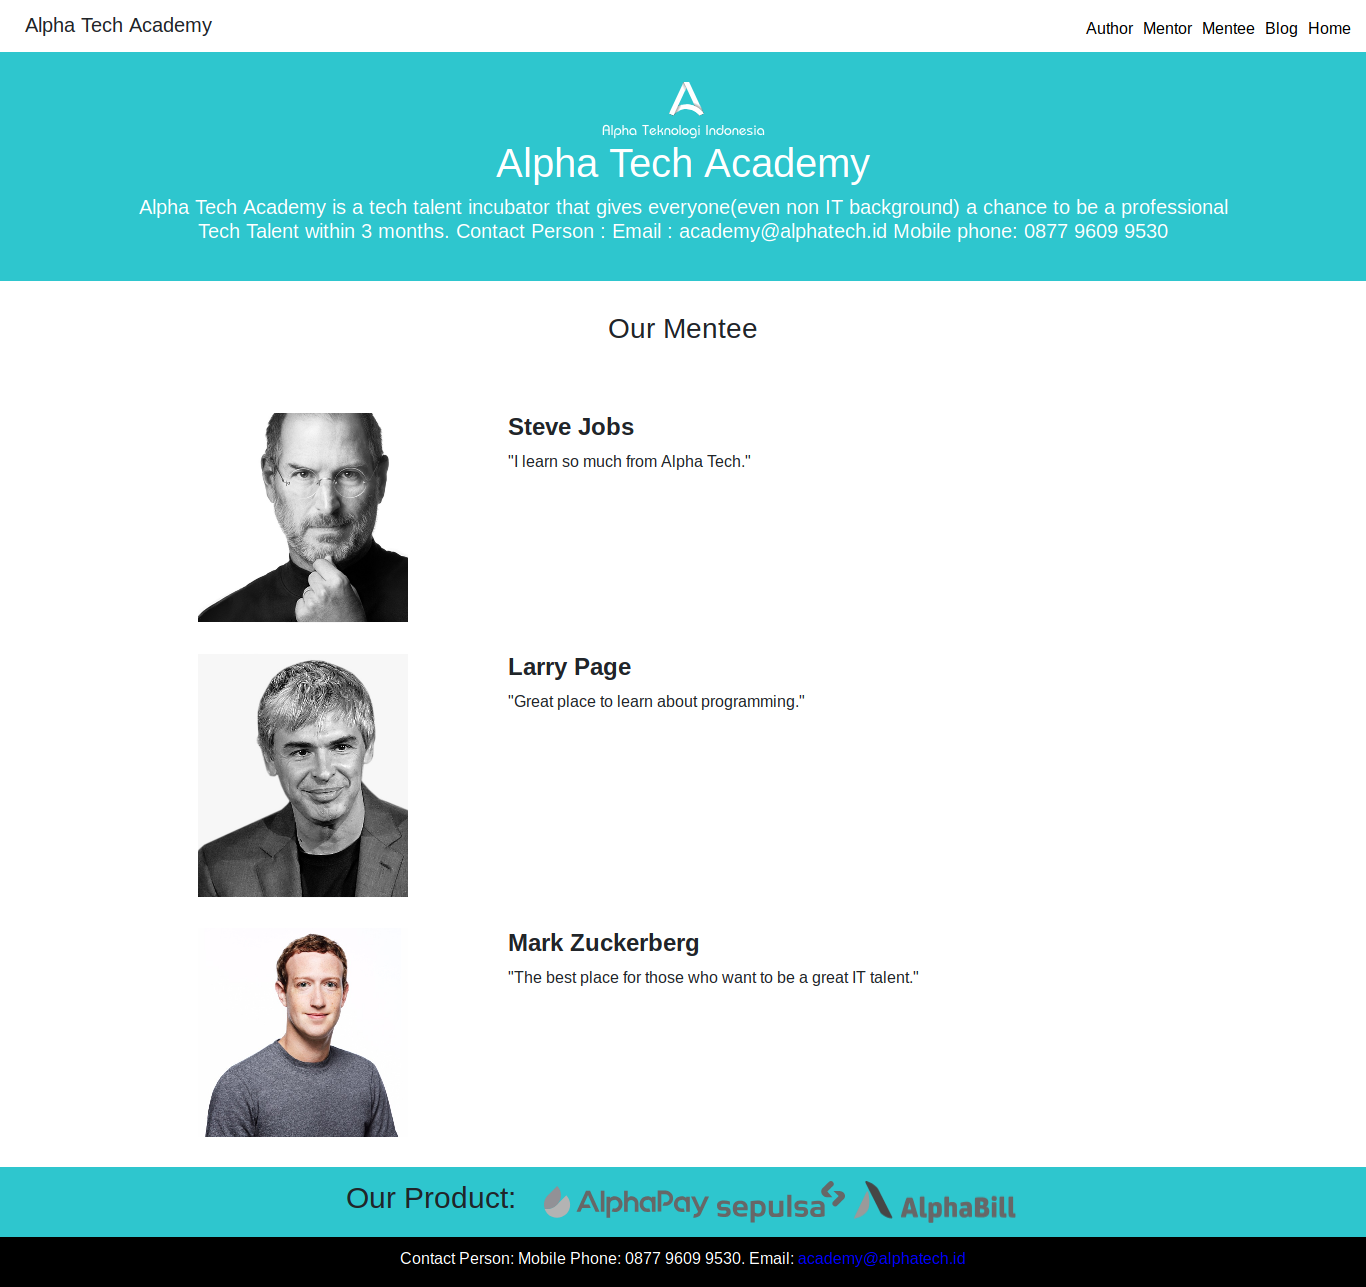 Alpha Tech Academy
Author Mentor Mentee Blog Home
Alpha Teknologi Indonesia
Alpha Tech Academy
Alpha Tech Academy is a tech talent incubator that gives everyone(even non IT background) a chance to be a professional
Tech Talent within 3 months. Contact Person : Email : academy@alphatech.id Mobile phone: 0877 9609 9530
Our Mentee
Steve Jobs
"I learn so much from Alpha Tech."
Larry Page
"Great place to learn about programming."
Mark Zuckerberg
"The best place for those who want to be a great IT talent."
Our Product: AlphaPay sepulsa AlphaBill
Contact Person: Mobile Phone: 0877 9609 9530. Email: academy@alphatech.id